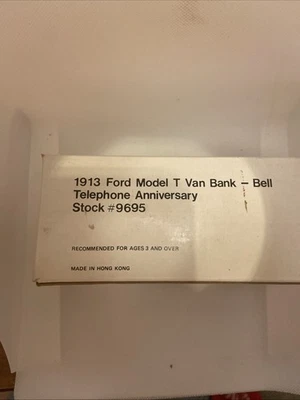 1913 Ford Model T Van Bank – Bell
Telephone Anniversary
Stock #9695
RECOMMENDED FOR AGES 3 AND OVER
MADE IN HONG KONG